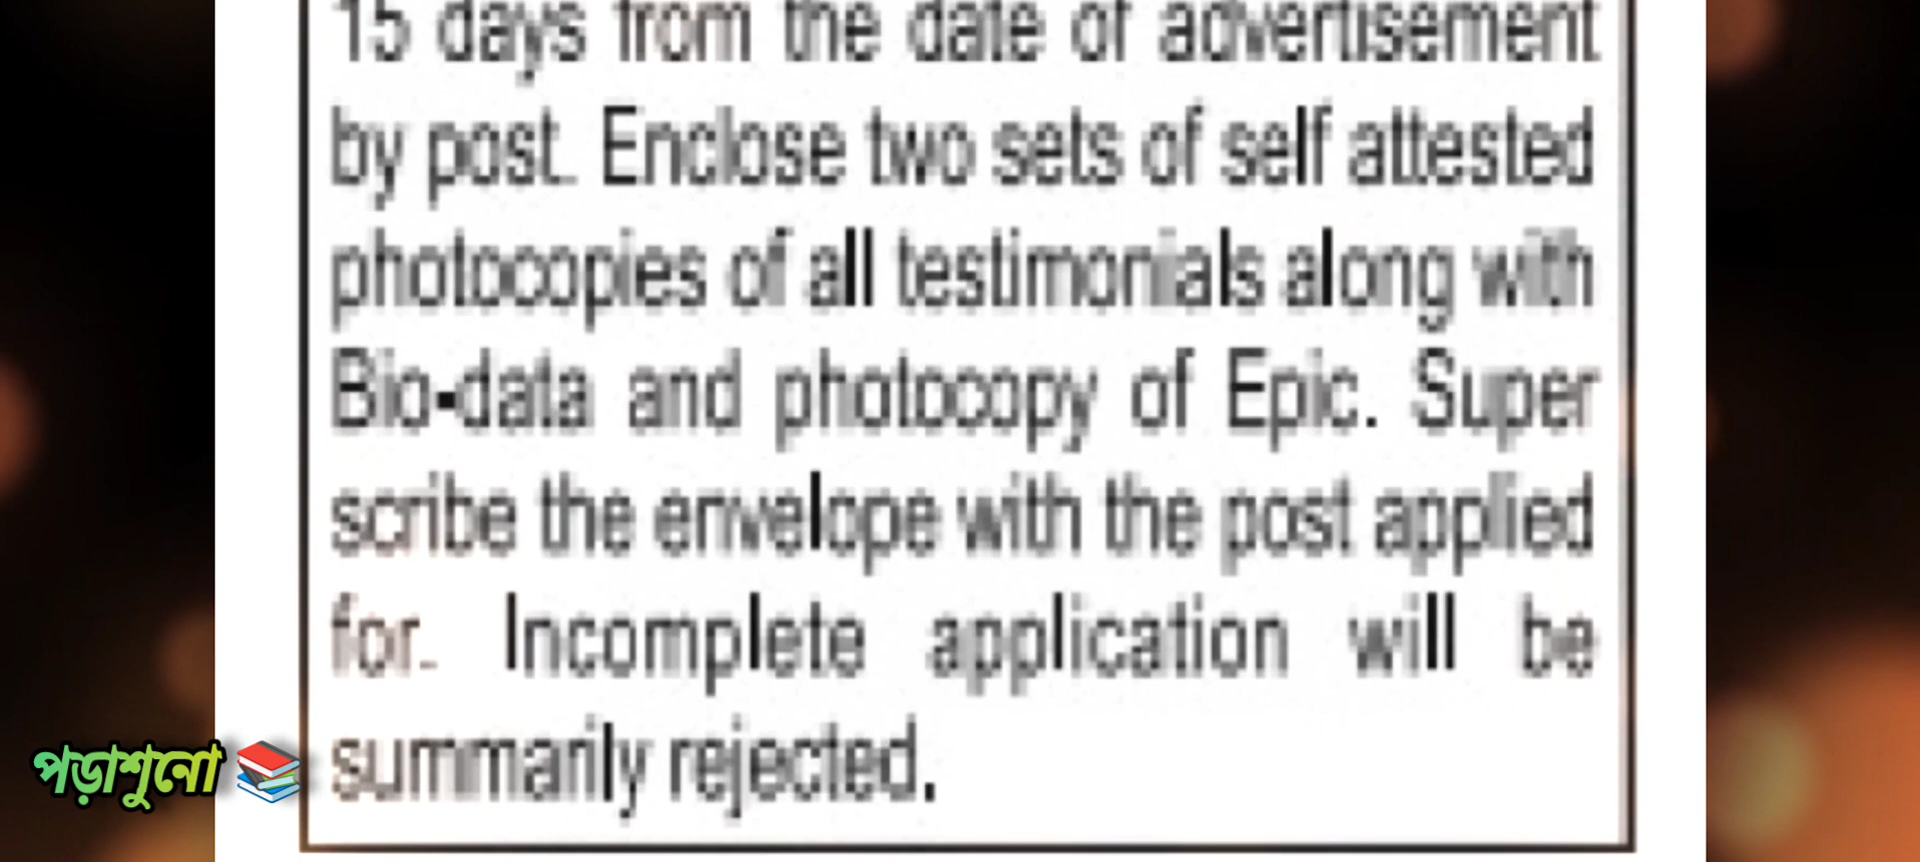 15 days from the date of advertisement
by post. Enclose two sets of self attested
photocopies of all testimonials along with
Bio-data and photocopy of Epic. Super
scribe the envelope with the post applied
for. Incomplete application will be
summarily rejected.
পড়াশুনো